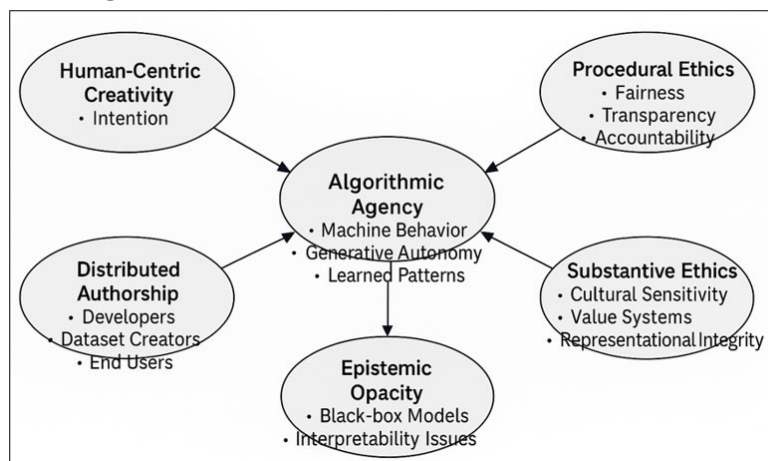 Human-Centric
Creativity
• Intention
Procedural Ethics
• Fairness
• Transparency
• Accountability
Algorithmic
Agency
• Machine Behavior
• Generative Autonomy
• Learned Patterns
Distributed
Authorship
• Developers
• Dataset Creators
• End Users
Substantive Ethics
• Cultural Sensitivity
• Value Systems
• Representational Integrity
Epistemic
Opacity
• Black-box Models
• Interpretability Issues